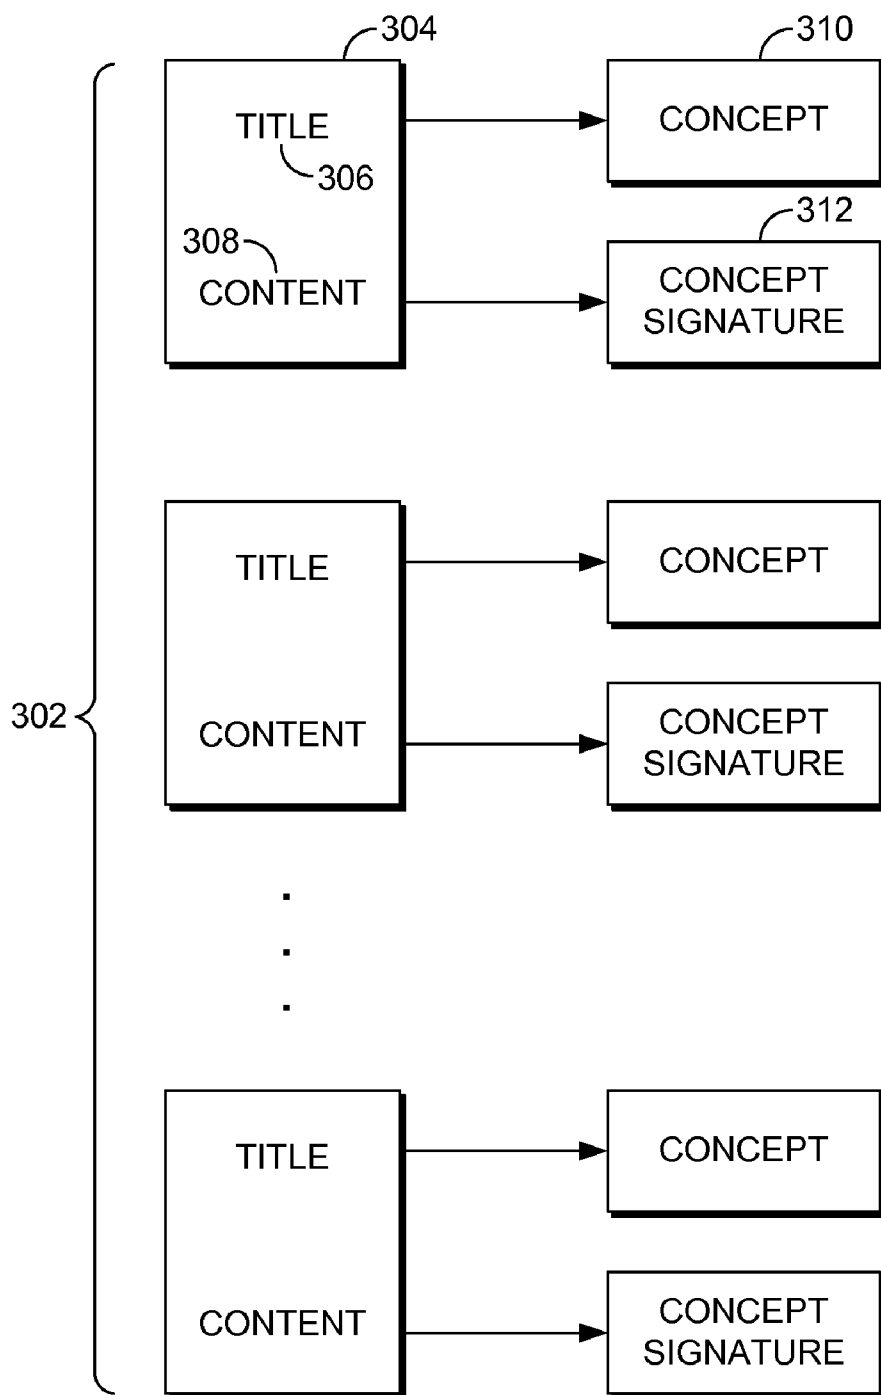 304
310
TITLE
CONCEPT
306
312
308
CONTENT
CONCEPT
SIGNATURE
TITLE
CONCEPT
302
CONTENT
CONCEPT
SIGNATURE
.
.
.
TITLE
CONCEPT
CONTENT
CONCEPT
SIGNATURE